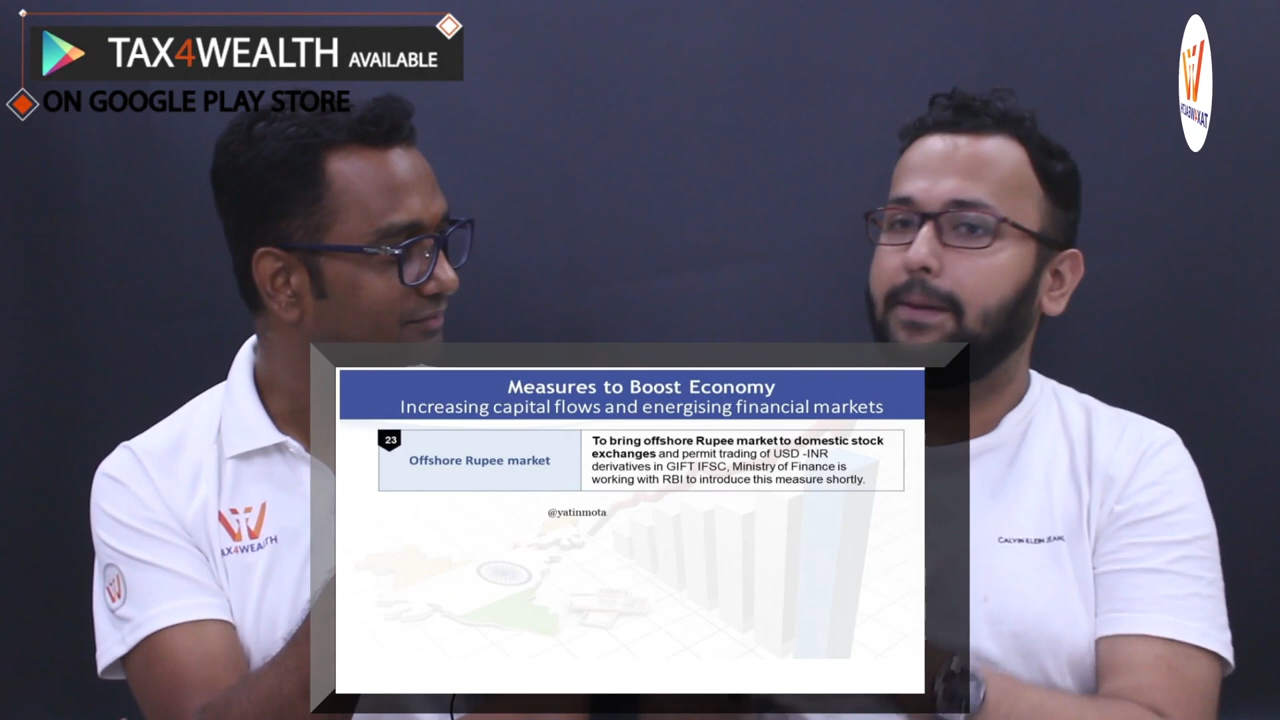 TAX4WEALTH AVAILABLE
ON GOOGLE PLAY STORE
TAX4WEALTH
Measures to Boost Economy
Increasing capital flows and energising financial markets
23
Offshore Rupee market
To bring offshore Rupee market to domestic stock
exchanges and permit trading of USD -INR
derivatives in GIFT IFSC, Ministry of Finance is
working with RBI to introduce this measure shortly.
@yatinmota
TAX4WEALTH
CALVIN KLEIN JEANS